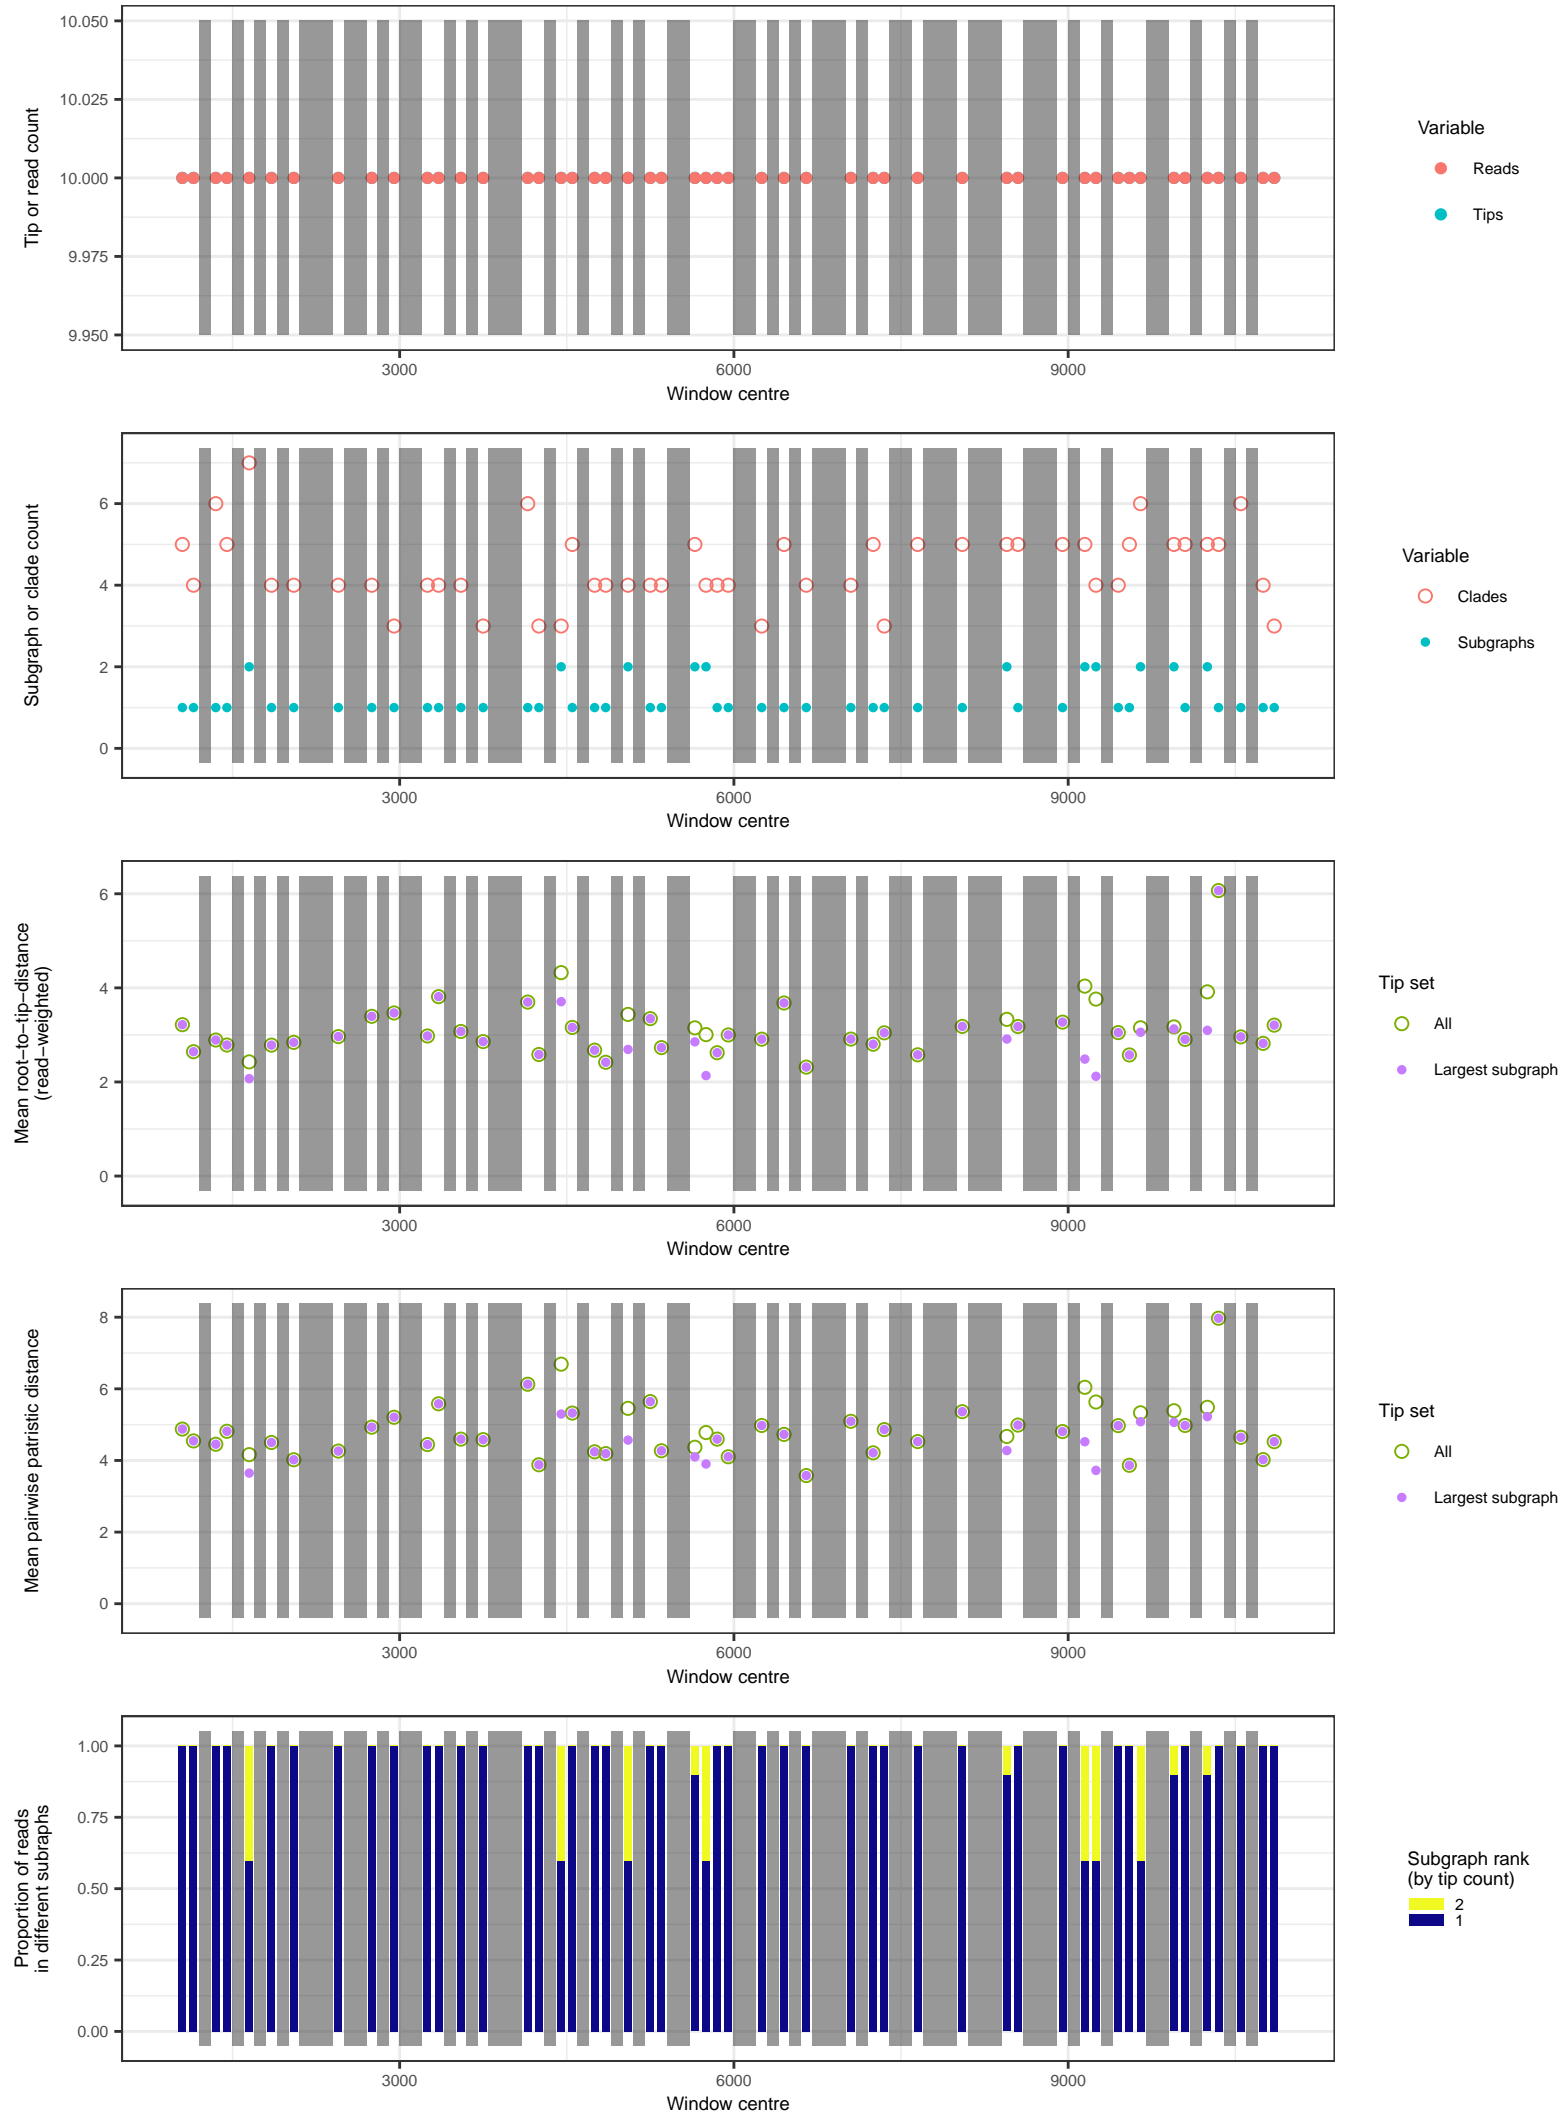 10.050
10.025
10.000
9.975
9.950
Tip or read count
3000 6000 9000
Window centre
Variable
Reads
Tips
6
4
2
0
Subgraph or clade count
3000 6000 9000
Window centre
Variable
Clades
Subgraphs
6
4
2
0
Mean root−to−tip−distance
(read−weighted)
3000 6000 9000
Window centre
Tip set
All
Largest subgraph
8
6
4
2
0
Mean pairwise patristic distance
3000 6000 9000
Window centre
Tip set
All
Largest subgraph
1.00
0.75
0.50
0.25
0.00
Proportion of reads
in different subraphs
3000 6000 9000
Window centre
Subgraph rank
(by tip count)
2
1